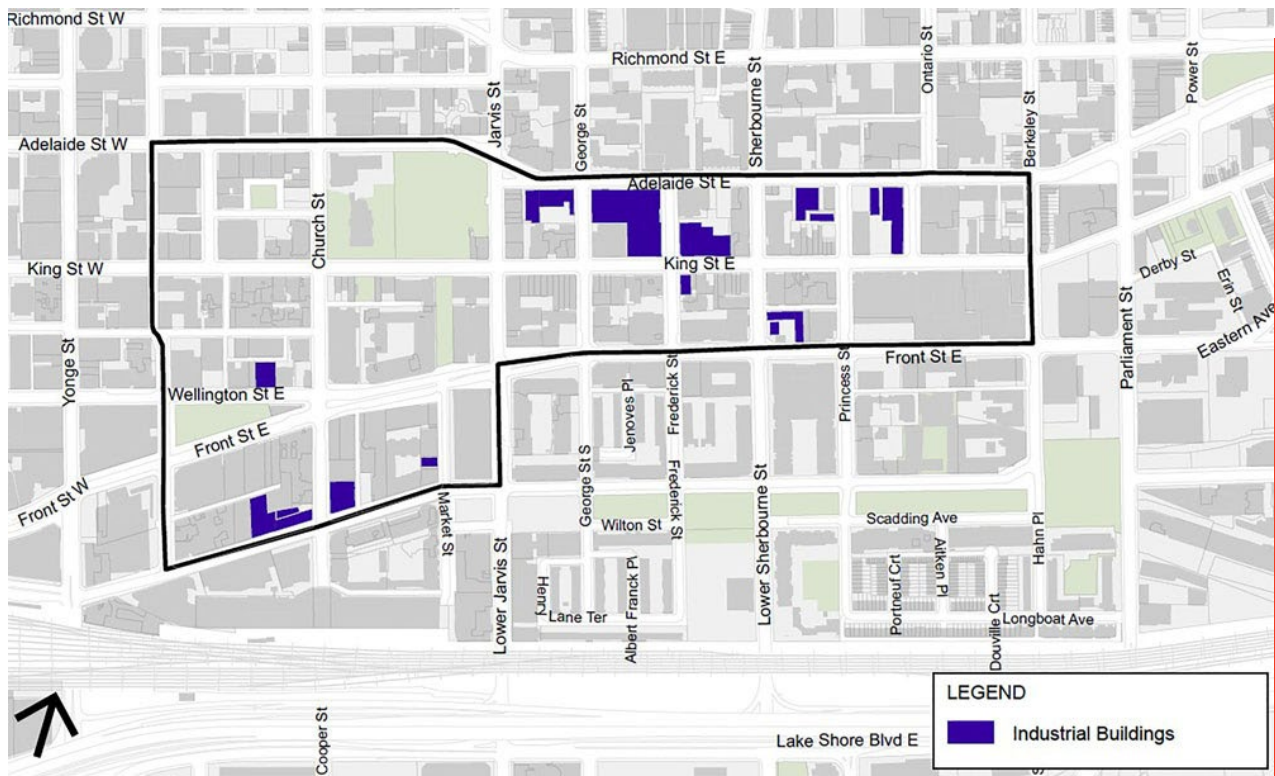 Richmond St W
Richmond St E
Jarvis St
George St
Sherbourne St
Ontario St
Berkeley St
Power St
Adelaide St W
Adelaide St E
Church St
King St W
King St E
Derby St
Erin St
Eastern Ave
Parliament St
Yonge St
Wellington St E
Front St E
Front St E
Front St W
Princess St
Frederick St
Jenoves Pl
George St S
Frederick St
Market St
Lower Jarvis St
Lower Sherbourne St
Wilton St
Scadding Ave
Hahn Pl
Henry
Lane Ter
Albert Franck Pl
Portneuf Crt
Aitken Pl
Douville Crt
Longboat Ave
Cooper St
Lake Shore Blvd E
LEGEND
Industrial Buildings